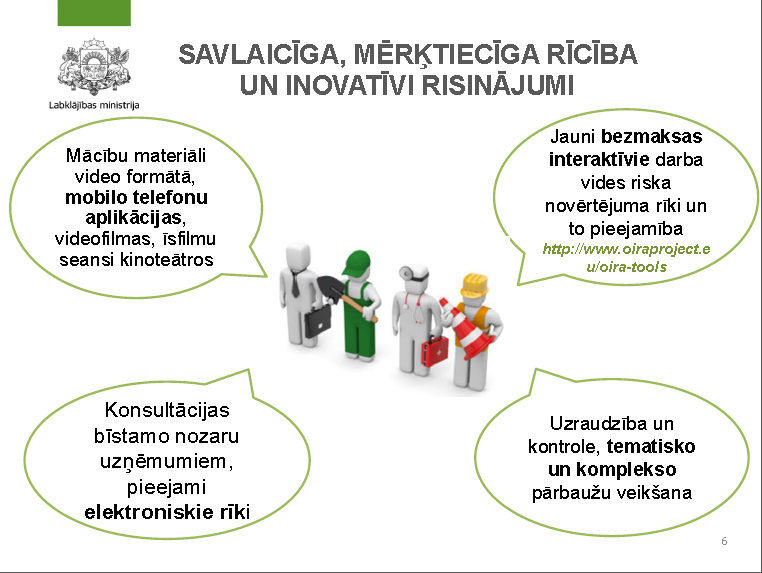 SAVLAICĪGA, MĒRĶTIECĪGA RĪCĪBA
UN INOVATĪVI RISINĀJUMI
Labklājības ministrija
Mācību materiāli
video formātā,
mobilo telefonu
aplikācijas,
videofilmas, īsfilmu
seansi kinoteātros
Jauni bezmaksas
interaktīvie darba
vides riska
novērtējuma rīki un
to pieejamība
http://www.oiraproject.e
u/oira-tools
Konsultācijas
bīstamo nozaru
uzņēmumiem,
pieejami
elektroniskie rīki
Uzraudzība un
kontrole, tematisko
un komplekso
pārbaužu veikšana
6